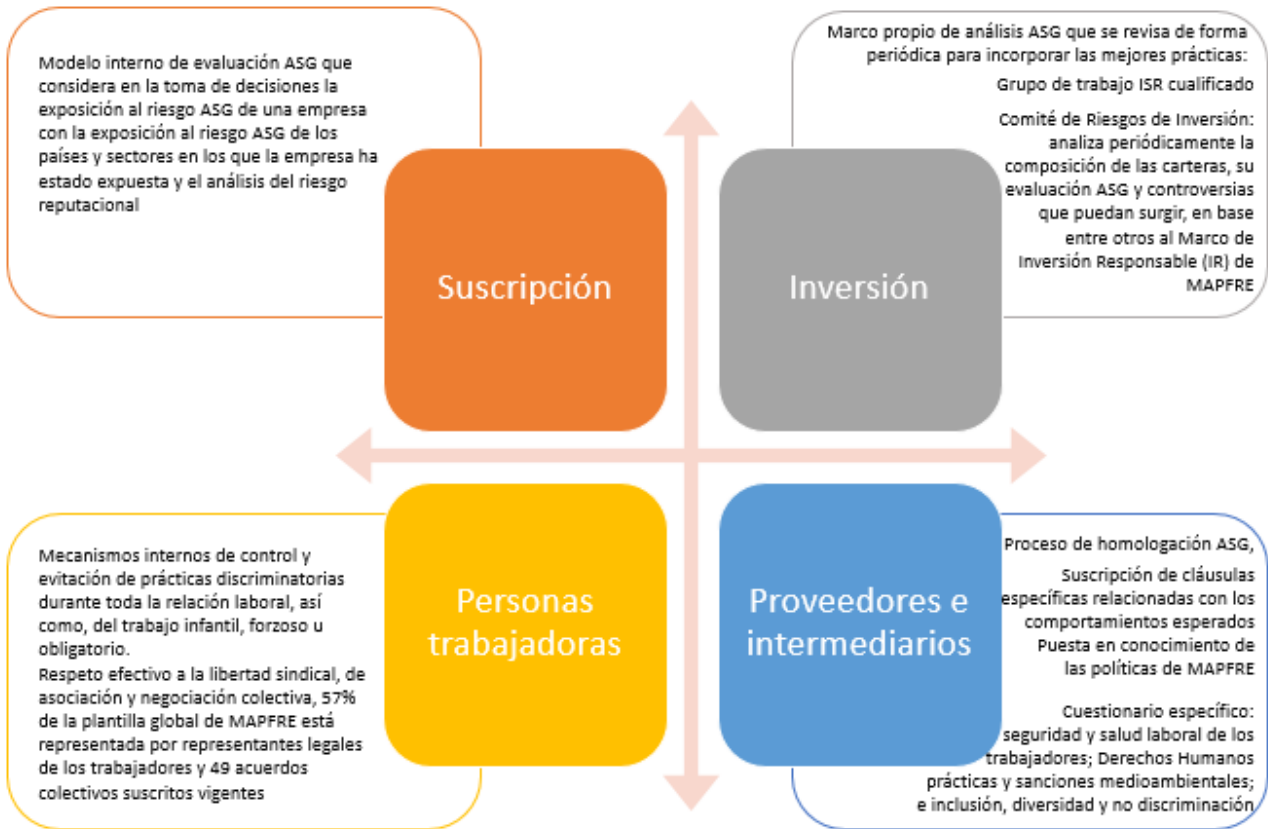 Modelo interno de evaluación ASG que
considera en la toma de decisiones la
exposición al riesgo ASG de una empresa
con la exposición al riesgo ASG de los
países y sectores en los que la empresa ha
estado expuesta y el análisis del riesgo
reputacional
Suscripción
Marco propio de análisis ASG que se revisa de forma
periódica para incorporar las mejores prácticas:
Grupo de trabajo ISR cualificado
Comité de Riesgos de Inversión:
analiza periódicamente la
composición de las carteras, su
evaluación ASG y controversias
que puedan surgir, en base
entre otros al Marco de
Inversión Responsable (IR) de
MAPFRE
Inversión
Mecanismos internos de control y
evitación de prácticas discriminatorias
durante toda la relación laboral, así
como, del trabajo infantil, forzoso u
obligatorio.
Respeto efectivo a la libertad sindical, de
asociación y negociación colectiva, 57%
de la plantilla global de MAPFRE está
representada por representantes legales
de los trabajadores y 49 acuerdos
colectivos suscritos vigentes
Personas
trabajadoras
Proveedores e
intermediarios
Proceso de homologación ASG,
Suscripción de cláusulas
específicas relacionadas con los
comportamientos esperados
Puesta en conocimiento de
las políticas de MAPFRE
Cuestionario específico:
seguridad y salud laboral de los
trabajadores; Derechos Humanos
prácticas y sanciones medioambientales;
e inclusión, diversidad y no discriminación